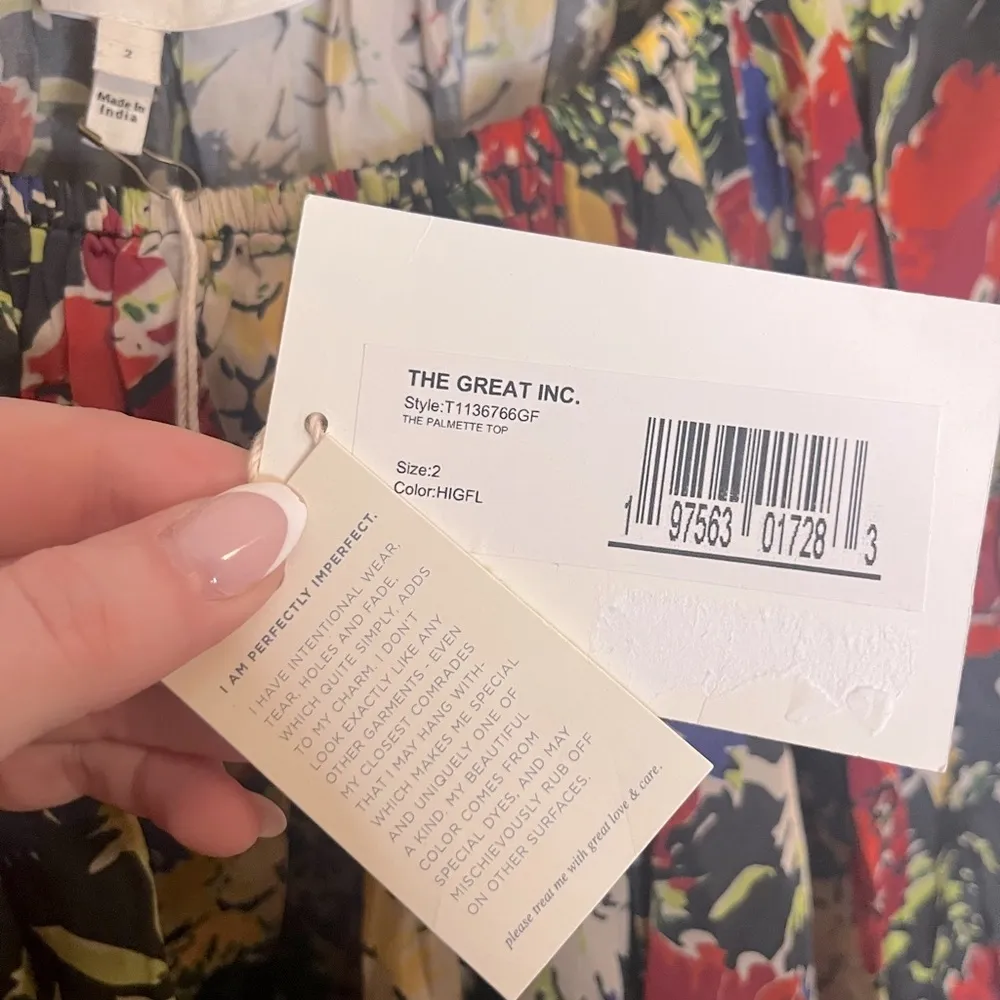 2
Made In
India
THE GREAT INC.
Style:T1136766GF
THE PALMETTE TOP
Size:2
Color:HIGFL
1 97563 01728 3
I AM PERFECTLY IMPERFECT.
I HAVE INTENTIONAL WEAR,
TEAR, HOLES AND FADE.
WHICH QUITE SIMPLY, ADDS
TO MY CHARM. I DON'T
LOOK EXACTLY LIKE ANY
OTHER GARMENTS - EVEN
MY CLOSEST COMRADES
THAT I MAY HANG WITH-
WHICH MAKES ME SPECIAL
AND UNIQUELY ONE OF
A KIND. MY BEAUTIFUL
COLOR COMES FROM
SPECIAL DYES, AND MAY
MISCHIEVOUSLY RUB OFF
ON OTHER SURFACES.
please treat me with great love & care.